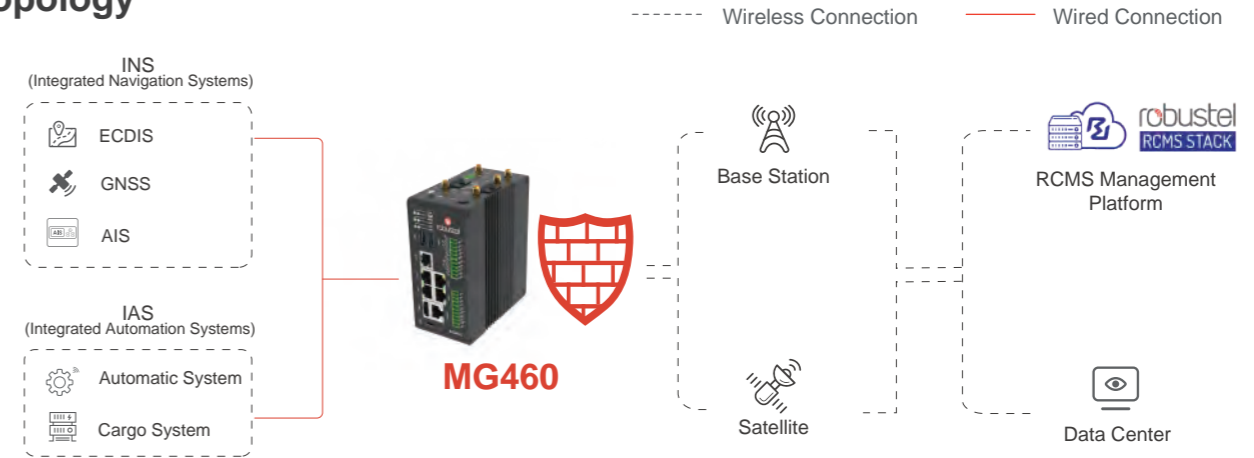 opology
Wireless Connection
Wired Connection
INS
(Integrated Navigation Systems)
ECDIS
GNSS
AIS
IAS
(Integrated Automation Systems)
Automatic System
Cargo System
robustel
MG460
Base Station
Satellite
robustel
RCMS STACK
RCMS Management
Platform
Data Center